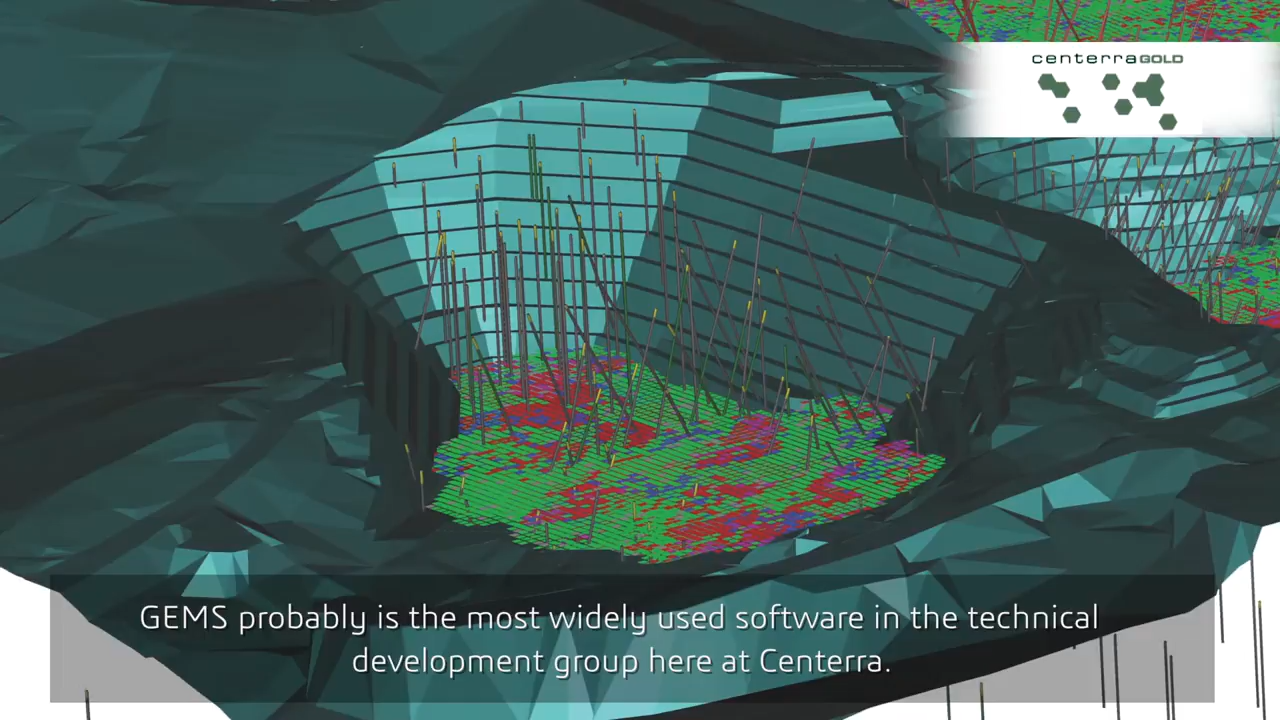 centerraGOLD
GEMS probably is the most widely used software in the technical
development group here at Centerra.